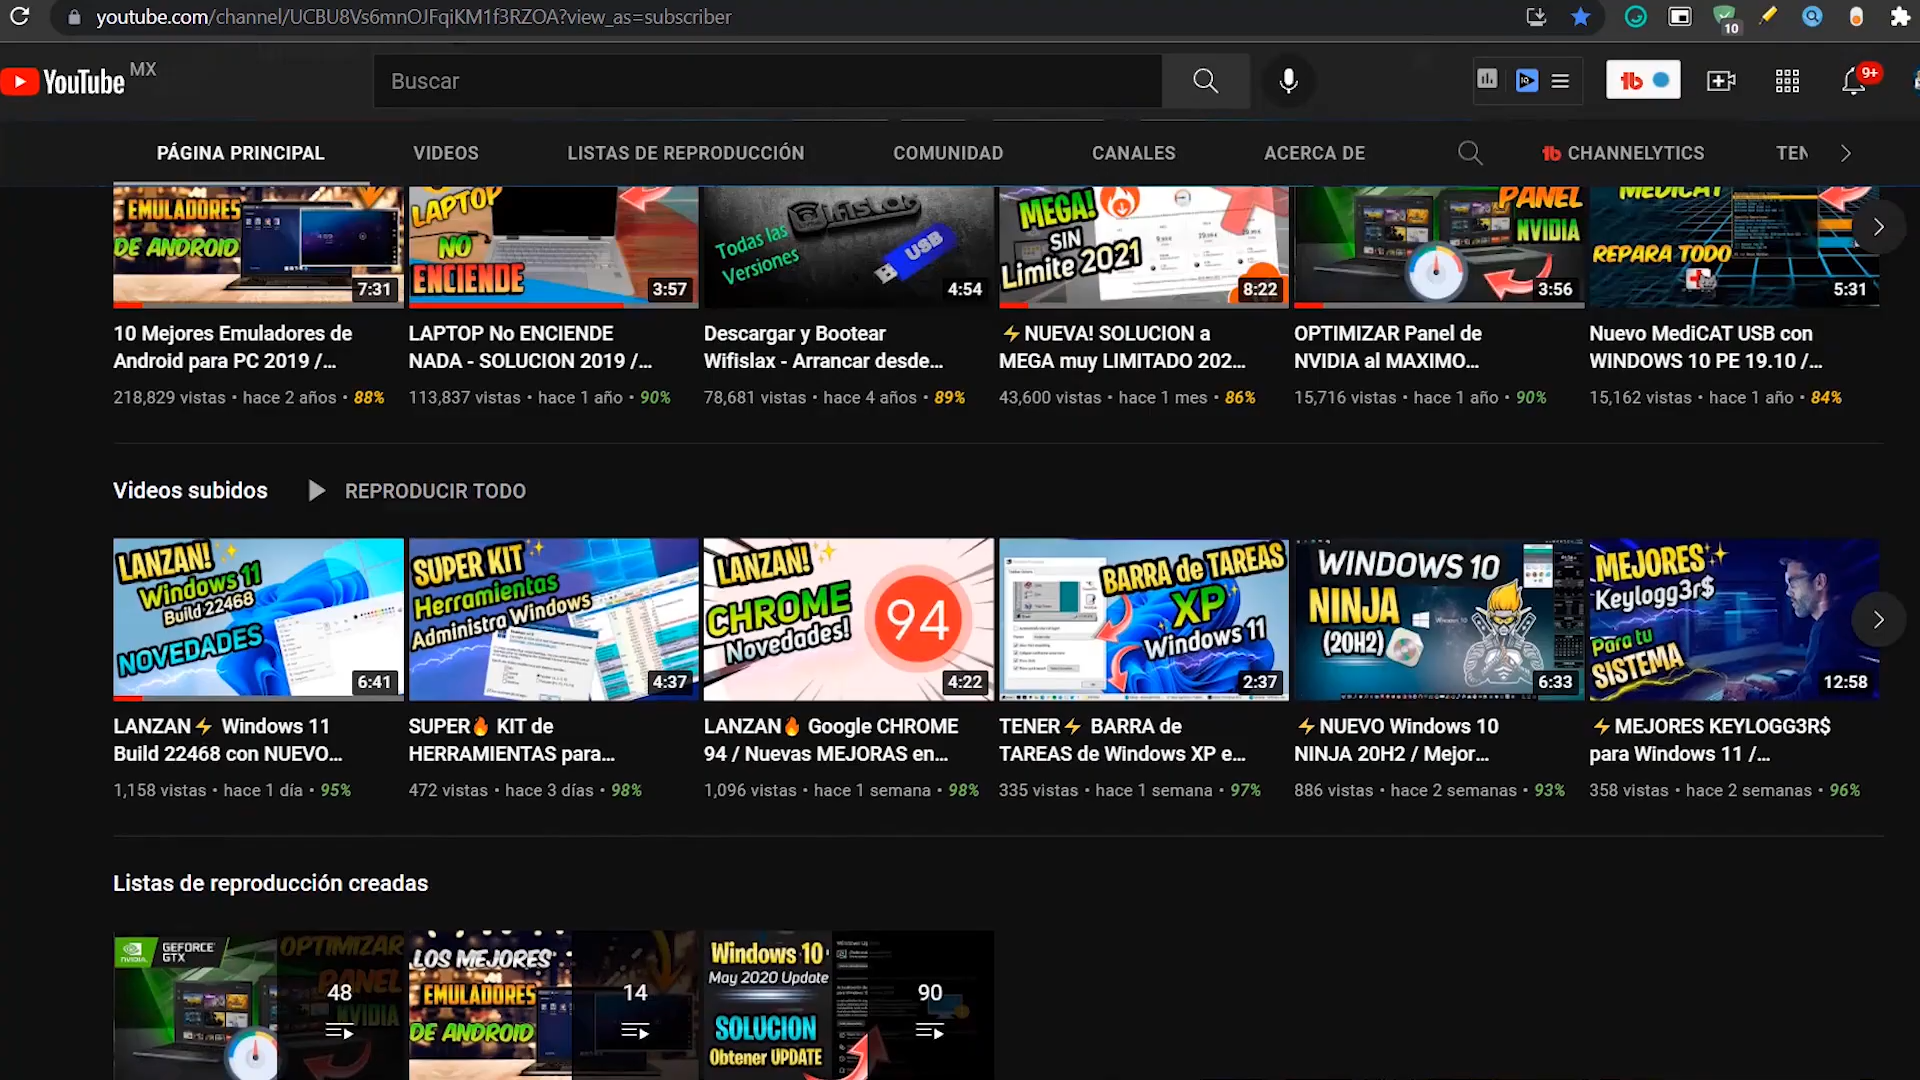 youtube.com/channel/UCBU8Vs6mnOJFqiKM1f3RZOA?view_as=subscriber
10
YouTube MX
Buscar
9+
PÁGINA PRINCIPAL
VIDEOS
LISTAS DE REPRODUCCIÓN
COMUNIDAD
CANALES
ACERCA DE
CHANNELYTICS
TEN
EMULADORES
DE ANDROID
7:31
LAPTOP
NO
ENCIENDE
3:57
Wifislax
Todas las
Versiones
USB
4:54
MEGA!
SIN
Limite 2021
8:22
PANEL
NVIDIA
3:56
MEDICAT
REPARA TODO
5:31
10 Mejores Emuladores de
Android para PC 2019 /...
218,829 vistas • hace 2 años • 88%
LAPTOP No ENCIENDE
NADA - SOLUCION 2019 /...
113,837 vistas • hace 1 año • 90%
Descargar y Bootear
Wifislax - Arrancar desde...
78,681 vistas • hace 4 años • 89%
⚡NUEVA! SOLUCION a
MEGA muy LIMITADO 202...
43,600 vistas • hace 1 mes • 86%
OPTIMIZAR Panel de
NVIDIA al MAXIMO...
15,716 vistas • hace 1 año • 90%
Nuevo MediCAT USB con
WINDOWS 10 PE 19.10 /...
15,162 vistas • hace 1 año • 84%
Videos subidos
REPRODUCIR TODO
LANZAN!
Windows 11
Build 22468
NOVEDADES
6:41
SUPER KIT
Herramientas
Administra Windows
4:37
LANZAN!
CHROME
Novedades!
94
4:22
BARRA de TAREAS
XP
Windows 11
2:37
WINDOWS 10
NINJA
(20H2)
6:33
MEJORES
Keylogg3r$
Para tu
SISTEMA
12:58
LANZAN⚡ Windows 11
Build 22468 con NUEVO...
1,158 vistas • hace 1 día • 95%
SUPER🔥 KIT de
HERRAMIENTAS para...
472 vistas • hace 3 días • 98%
LANZAN🔥 Google CHROME
94 / Nuevas MEJORAS en...
1,096 vistas • hace 1 semana • 98%
TENER⚡ BARRA de
TAREAS de Windows XP e...
335 vistas • hace 1 semana • 97%
⚡NUEVO Windows 10
NINJA 20H2 / Mejor...
886 vistas • hace 2 semanas • 93%
⚡MEJORES KEYLOGG3R$
para Windows 11 /...
358 vistas • hace 2 semanas • 96%
Listas de reproducción creadas
NVIDIA
GEFORCE
GTX
OPTIMIZAR
PANEL
NVIDIA
48
LOS MEJORES
EMULADORES
DE ANDROID
14
Windows 10
May 2020 Update
SOLUCION
Obtener UPDATE
90